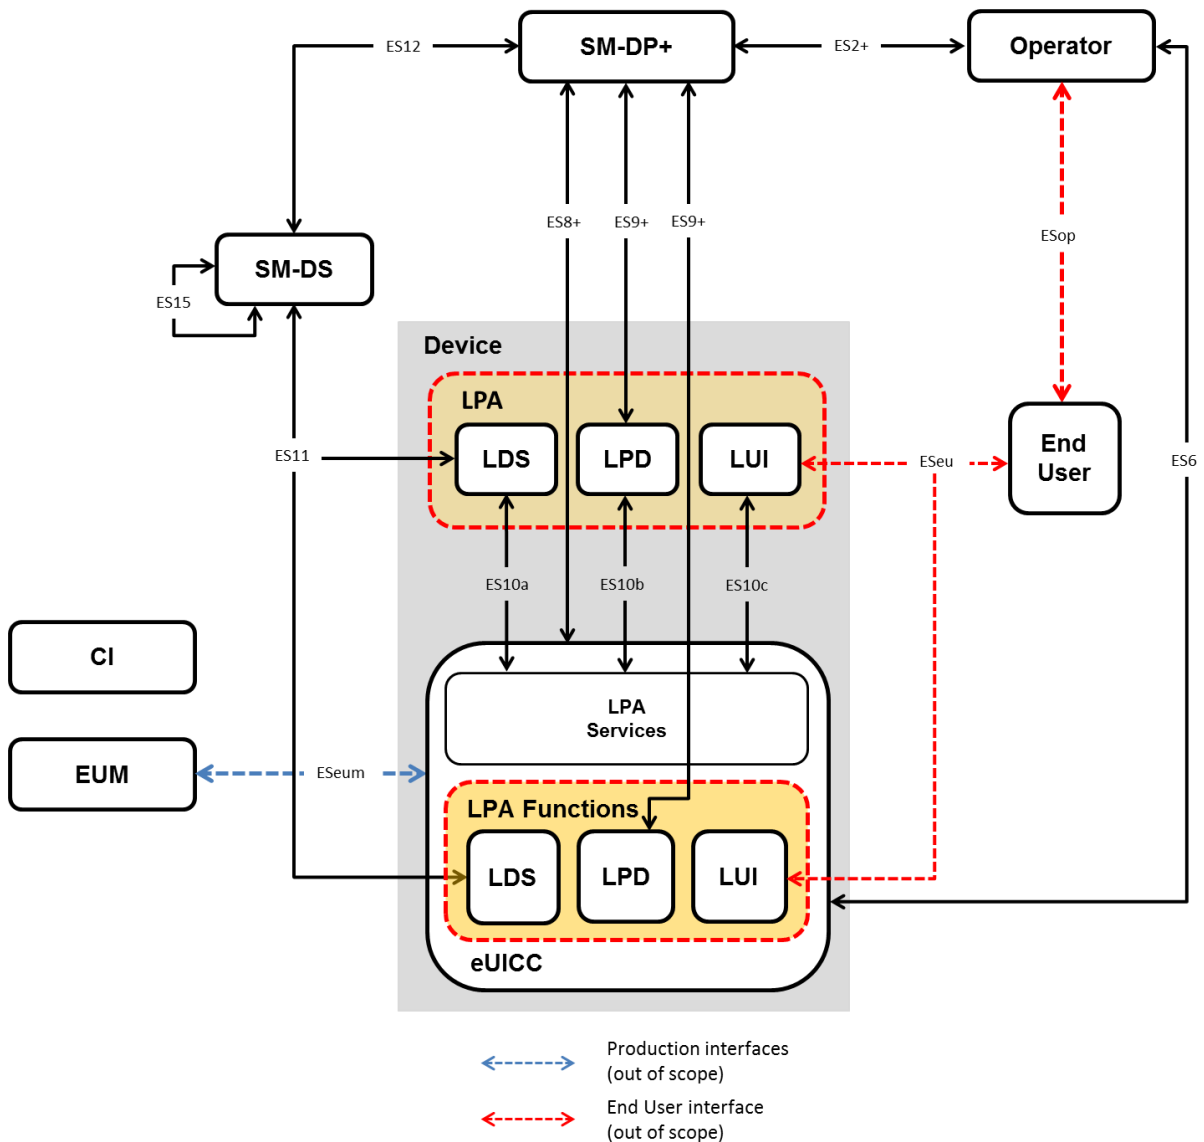 SM-DP+
Operator
ES12
ES2+
ES8+
ES9+
ES9+
ESop
SM-DS
ES15
Device
LPA
LDS
LPD
LUI
ES11
ESeu
End
User
ES6
ES10a
ES10b
ES10c
CI
LPA
Services
EUM
ESeum
LPA Functions
LDS
LPD
LUI
eUICC
Production interfaces
(out of scope)
End User interface
(out of scope)